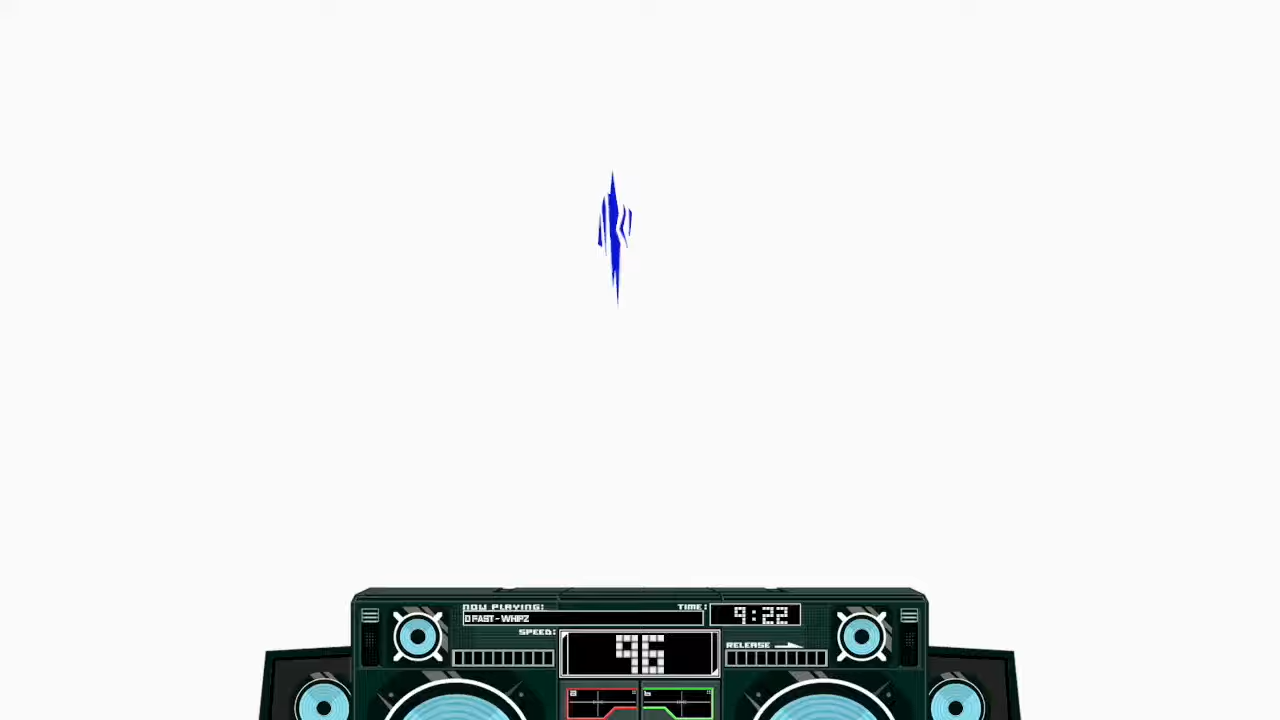 NOW PLAYING:
TIME:
9:22
D FAST - WHIPZ
SPEED:
96
RELEASE
a
b